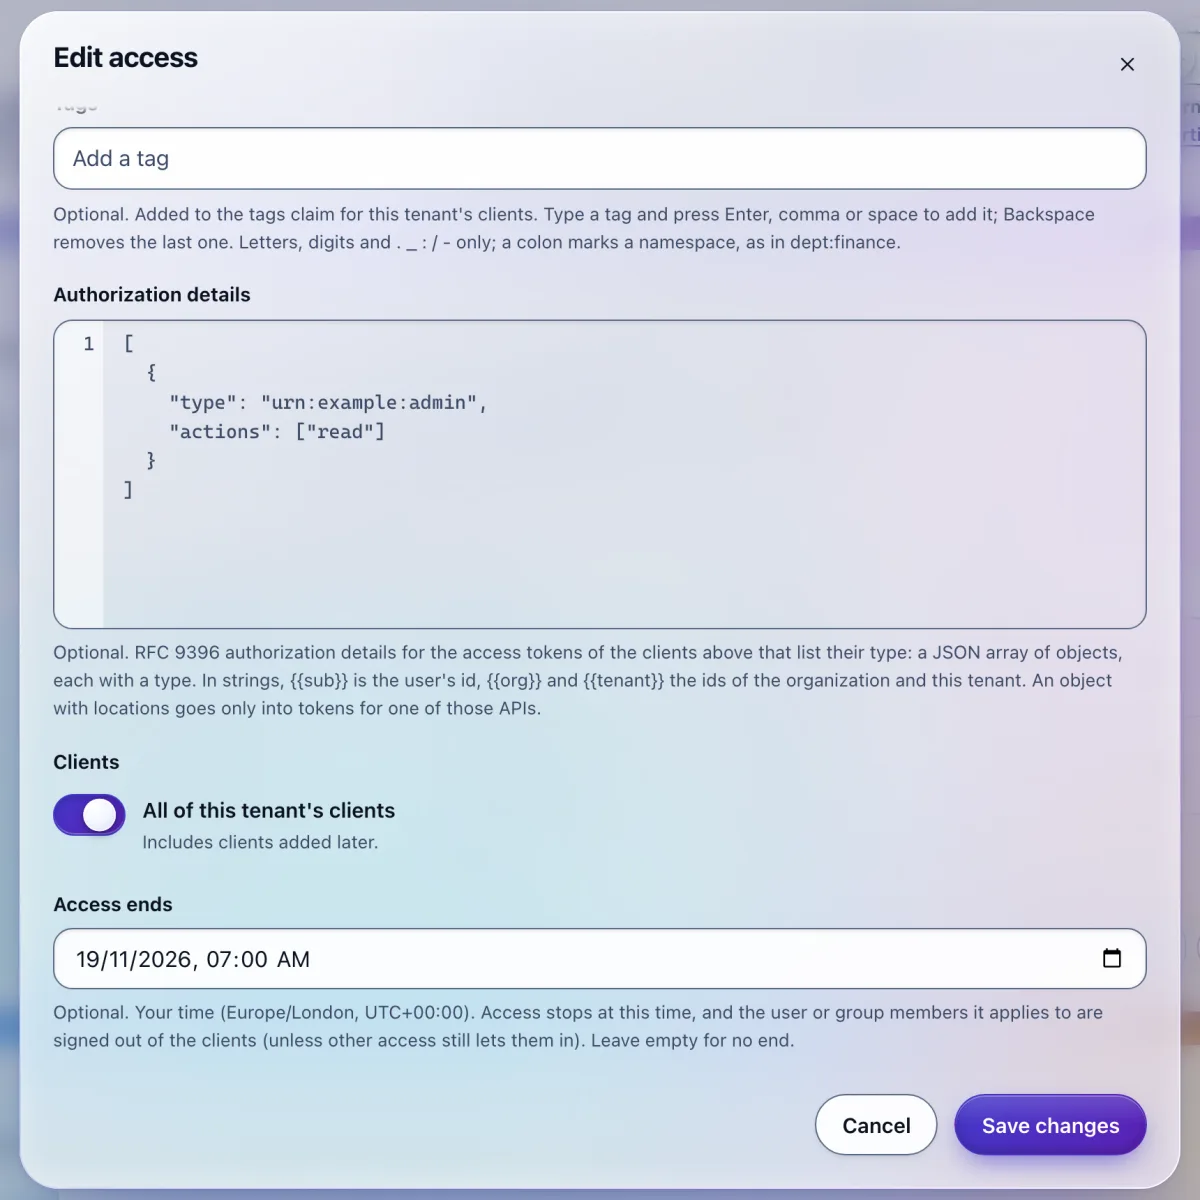 Edit access
Tags
Add a tag
Optional. Added to the tags claim for this tenant's clients. Type a tag and press Enter, comma or space to add it; Backspace
removes the last one. Letters, digits and . _ : / - only; a colon marks a namespace, as in dept:finance.
Authorization details
1 [
{
"type": "urn:example:admin",
"actions": ["read"]
}
]
Optional. RFC 9396 authorization details for the access tokens of the clients above that list their type: a JSON array of objects,
each with a type. In strings, {{sub}} is the user's id, {{org}} and {{tenant}} the ids of the organization and this tenant. An object
with locations goes only into tokens for one of those APIs.
Clients
All of this tenant's clients
Includes clients added later.
Access ends
19/11/2026, 07:00 AM
Optional. Your time (Europe/London, UTC+00:00). Access stops at this time, and the user or group members it applies to are
signed out of the clients (unless other access still lets them in). Leave empty for no end.
Cancel
Save changes